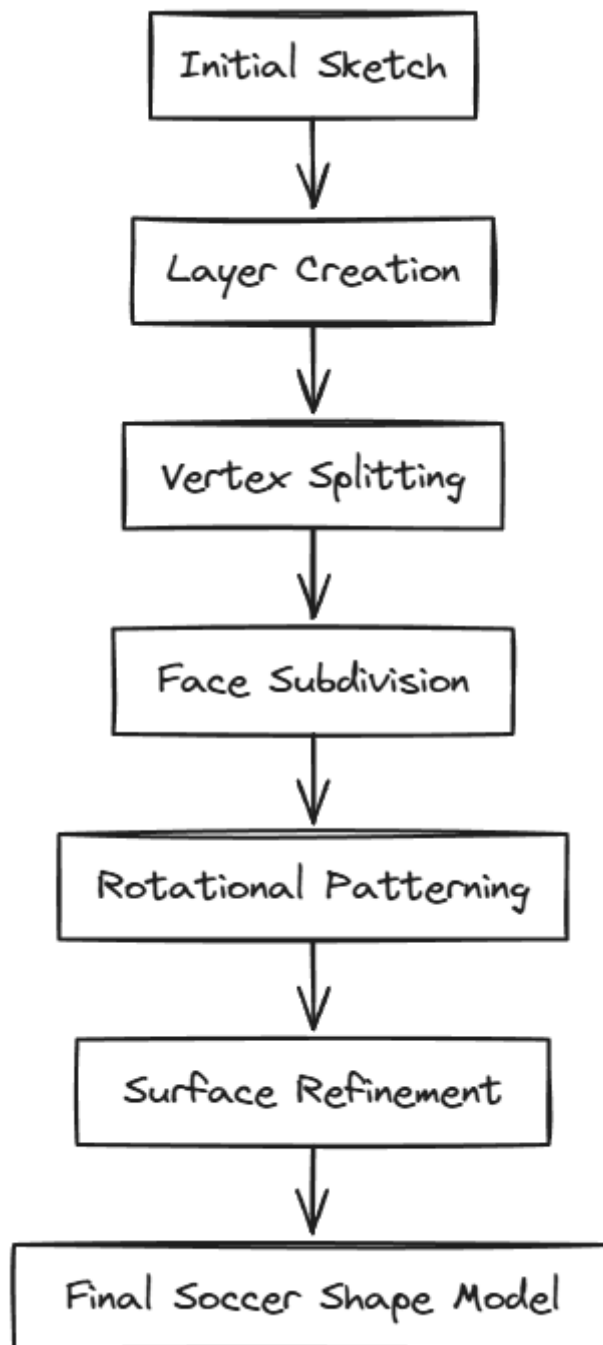 Initial Sketch
Layer Creation
Vertex Splitting
Face Subdivision
Rotational Patterning
Surface Refinement
Final Soccer Shape Model